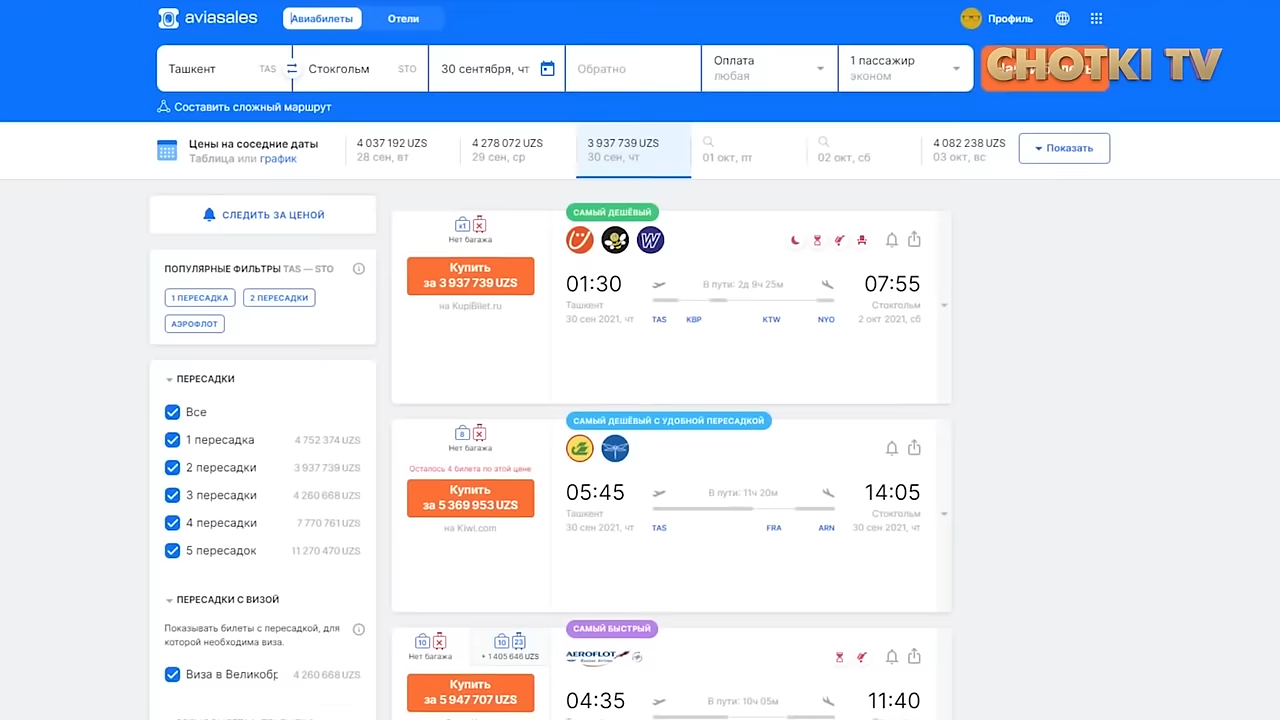 aviasales
Авиабилеты
Отели
Профиль
Ташкент TAS
Стокгольм STO
30 сентября, чт
Обратно
Оплата
любая
1 пассажир
эконом
CHOTKI TV
Составить сложный маршрут
Цены на соседние даты
Таблица или график
4 037 192 UZS
28 сен, вт
4 278 072 UZS
29 сен, ср
3 937 739 UZS
30 сен, чт
01 окт, пт
02 окт, сб
4 082 238 UZS
03 окт, вс
Показать
СЛЕДИТЬ ЗА ЦЕНОЙ
ПОПУЛЯРНЫЕ ФИЛЬТРЫ TAS — STO
1 ПЕРЕСАДКА
2 ПЕРЕСАДКИ
АЭРОФЛОТ
ПЕРЕСАДКИ
Все
1 пересадка 4 752 374 UZS
2 пересадки 3 937 739 UZS
3 пересадки 4 260 668 UZS
4 пересадки 7 770 761 UZS
5 пересадок 11 270 470 UZS
ПЕРЕСАДКИ С ВИЗОЙ
Показывать билеты с пересадкой, для
которой необходима виза.
Виза в Великобр 4 260 668 UZS
САМЫЙ ДЕШЁВЫЙ
x1
Нет багажа
Купить
за 3 937 739 UZS
на KupiBilet.ru
W
01:30
В пути: 2д 9ч 25м
07:55
Ташкент
Стокгольм
30 сен 2021, чт
TAS
KBP
KTW
NYO
2 окт 2021, сб
САМЫЙ ДЕШЁВЫЙ С УДОБНОЙ ПЕРЕСАДКОЙ
8
Нет багажа
Осталось 4 билета по этой цене
Купить
за 5 369 953 UZS
на Kiwi.com
05:45
В пути: 11ч 20м
14:05
Ташкент
Стокгольм
30 сен 2021, чт
TAS
FRA
ARN
30 сен 2021, чт
САМЫЙ БЫСТРЫЙ
10
Нет багажа
10 23
+ 1 405 646 UZS
Купить
за 5 947 707 UZS
AEROFLOT
04:35
В пути: 10ч 05м
11:40